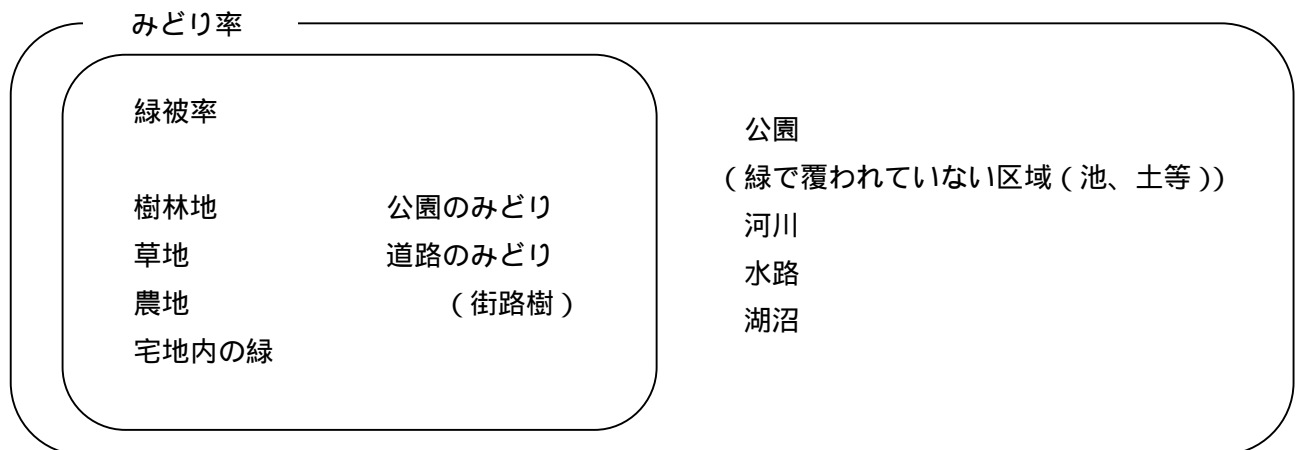 みどり率
緑被率
樹林地 公園のみどり
草地 道路のみどり
農地 (街路樹)
宅地内の緑
公園
(緑で覆われていない区域(池、土等))
河川
水路
湖沼